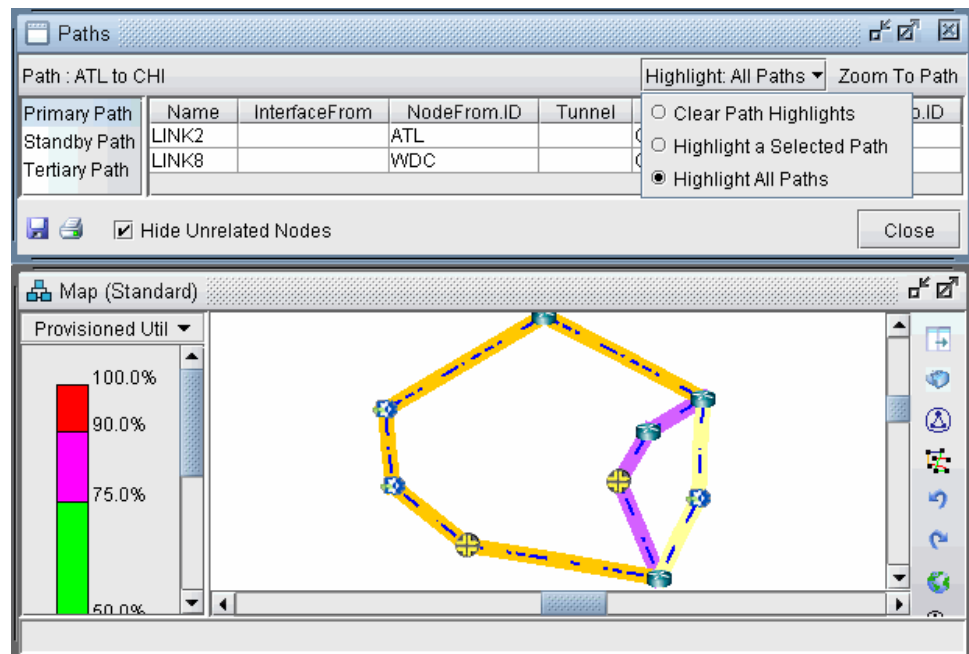 Paths
Path : ATL to CHI
Highlight: All Paths
Zoom To Path
Clear Path Highlights
Highlight a Selected Path
Highlight All Paths
Primary Path
Standby Path
Tertiary Path
Name InterfaceFrom NodeFrom.ID Tunnel
LINK2 ATL
LINK8 WDC
Hide Unrelated Nodes
Close
Map (Standard)
Provisioned Util
100.0%
90.0%
75.0%
50.0%